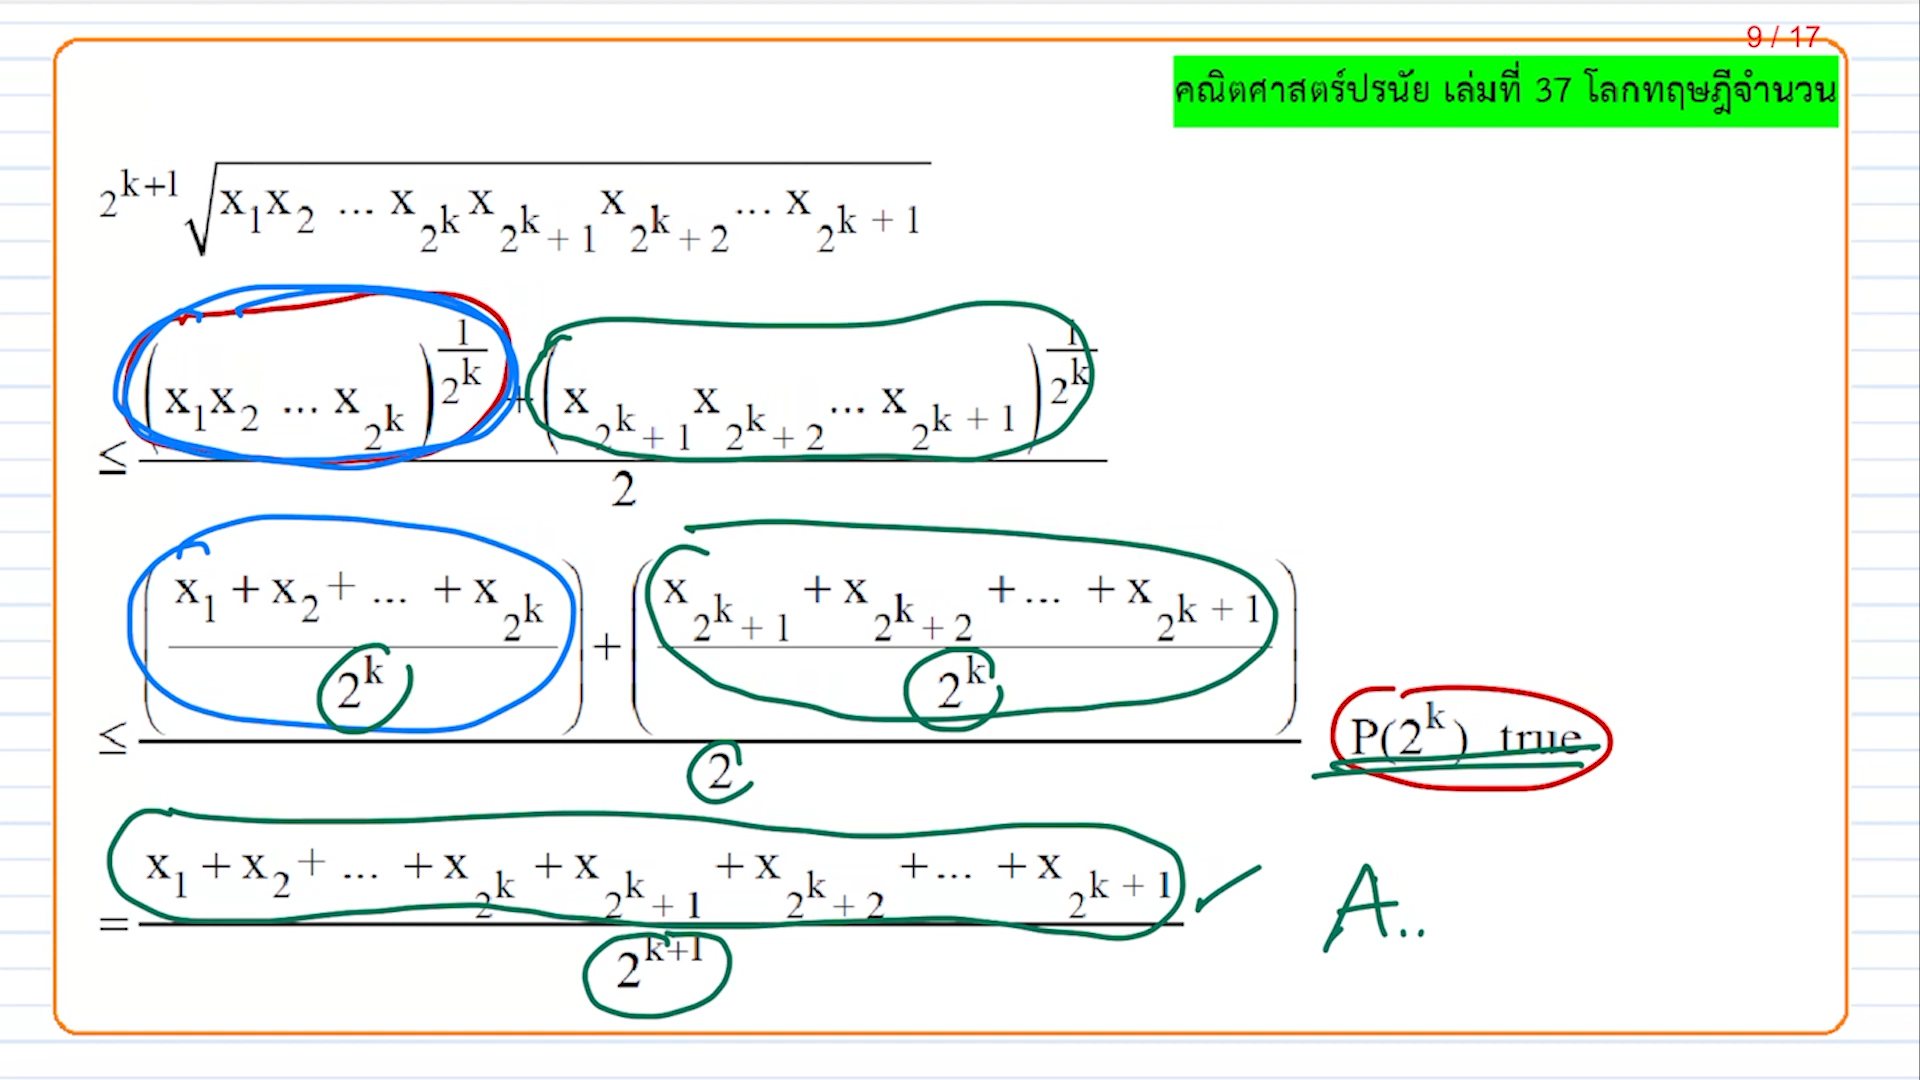 9 / 17
คณิตศาสตร์ปรนัย เล่มที่ 37 โลกทฤษฎีจำนวน
2^{k+1}√(x_1x_2 ... x_{2^k}x_{2^k + 1}x_{2^k + 2} ... x_{2^{k + 1}})
≤ ((x_1x_2 ... x_{2^k})^{1/2^k} + (x_{2^k + 1}x_{2^k + 2} ... x_{2^{k + 1}})^{1/2^k}) / 2
≤ (((x_1 + x_2 + ... + x_{2^k}) / 2^k) + ((x_{2^k + 1} + x_{2^k + 2} + ... + x_{2^{k + 1}}) / 2^k)) / 2 P(2^k) true
= (x_1 + x_2 + ... + x_{2^k} + x_{2^k + 1} + x_{2^k + 2} + ... + x_{2^{k + 1}}) / 2^{k+1} ✓ A..